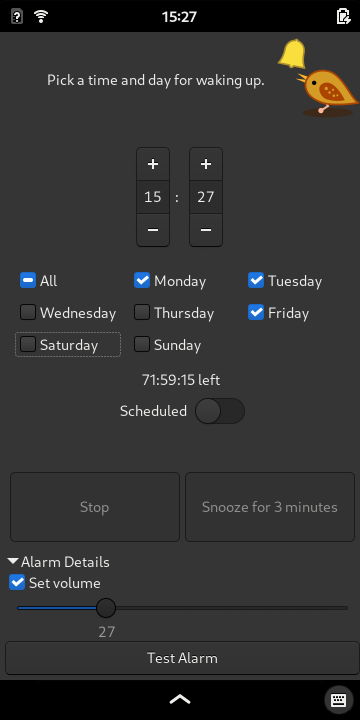 15:27
Pick a time and day for waking up.
+ +
15 : 27
− −
All Monday Tuesday
Wednesday Thursday Friday
Saturday Sunday
71:59:15 left
Scheduled
Stop Snooze for 3 minutes
Alarm Details
Set volume
27
Test Alarm